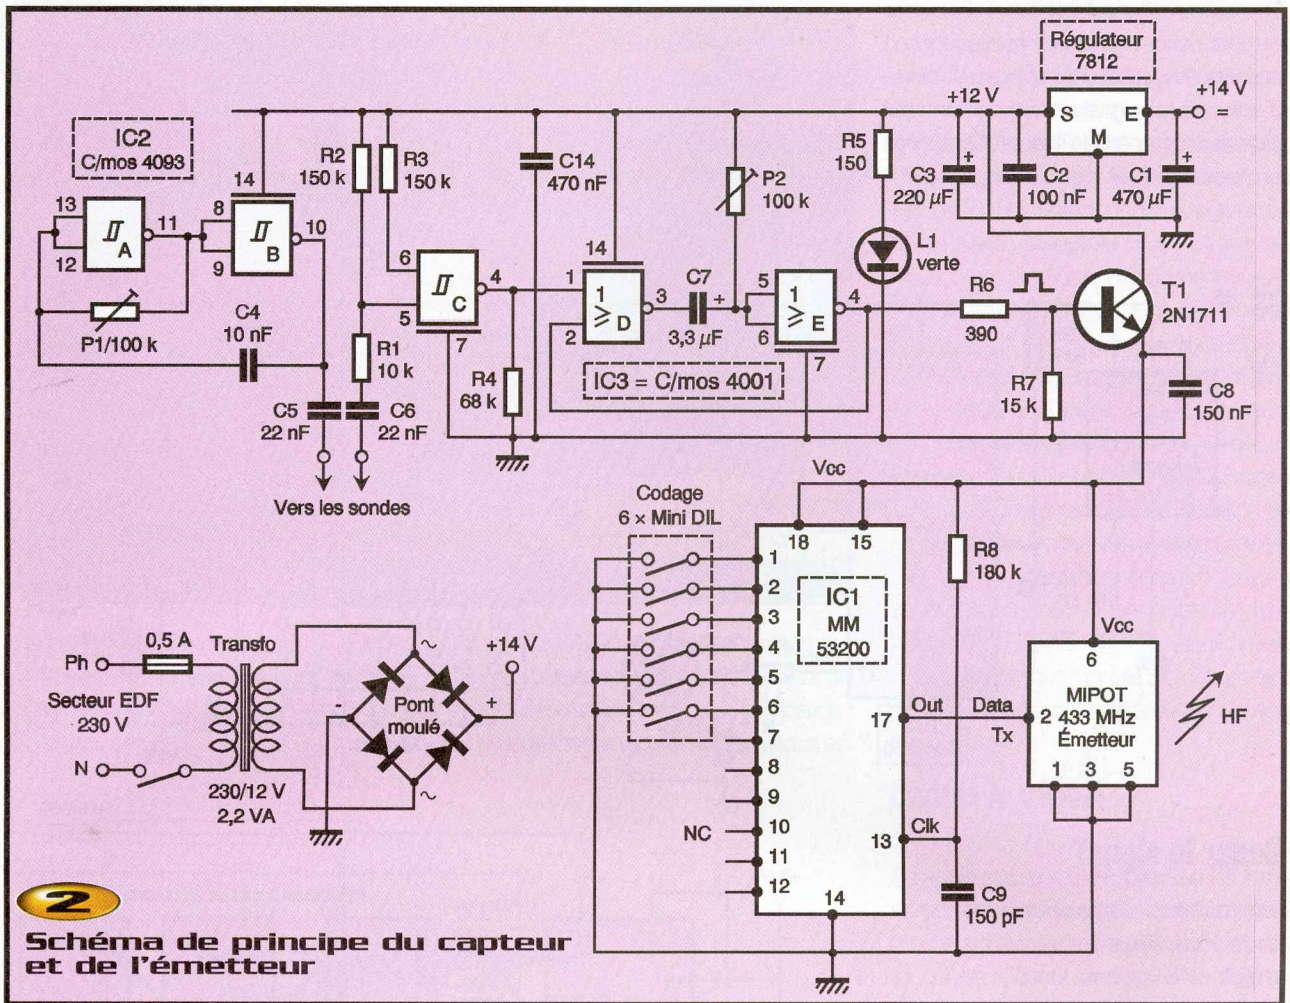 Régulateur
7812
+12 V
+14 V
=
S
E
M
IC2
C/mos 4093
R2
150 k
R3
150 k
C14
470 nF
P2
100 k
R5
150
C3
220 µF
+
C2
100 nF
C1
470 µF
+
14
13
12
A
11
8
9
B
10
P1/100 k
C4
10 nF
6
5
C
4
7
R1
10 k
R4
68 k
14
1
2
1
≥
D
3
C7
+
3,3 µF
5
6
1
≥
E
4
7
IC3 = C/mos 4001
L1
verte
R6
390
T1
2N1711
R7
15 k
C8
150 nF
C5
22 nF
C6
22 nF
Vers les sondes
Vcc
Codage
6 × Mini DIL
18
15
1
2
3
4
5
6
7
8
9
10
11
12
NC
IC1
MM
53200
17
Out
13
Clk
14
R8
180 k
C9
150 pF
Data
Tx
Vcc
6
MIPOT
2
433 MHz
Émetteur
1
3
5
HF
Ph
0,5 A
Transfo
Secteur EDF
230 V
N
230/12 V
2,2 VA
~
-
Pont
moulé
+
~
+14 V
2
Schéma de principe du capteur
et de l'émetteur